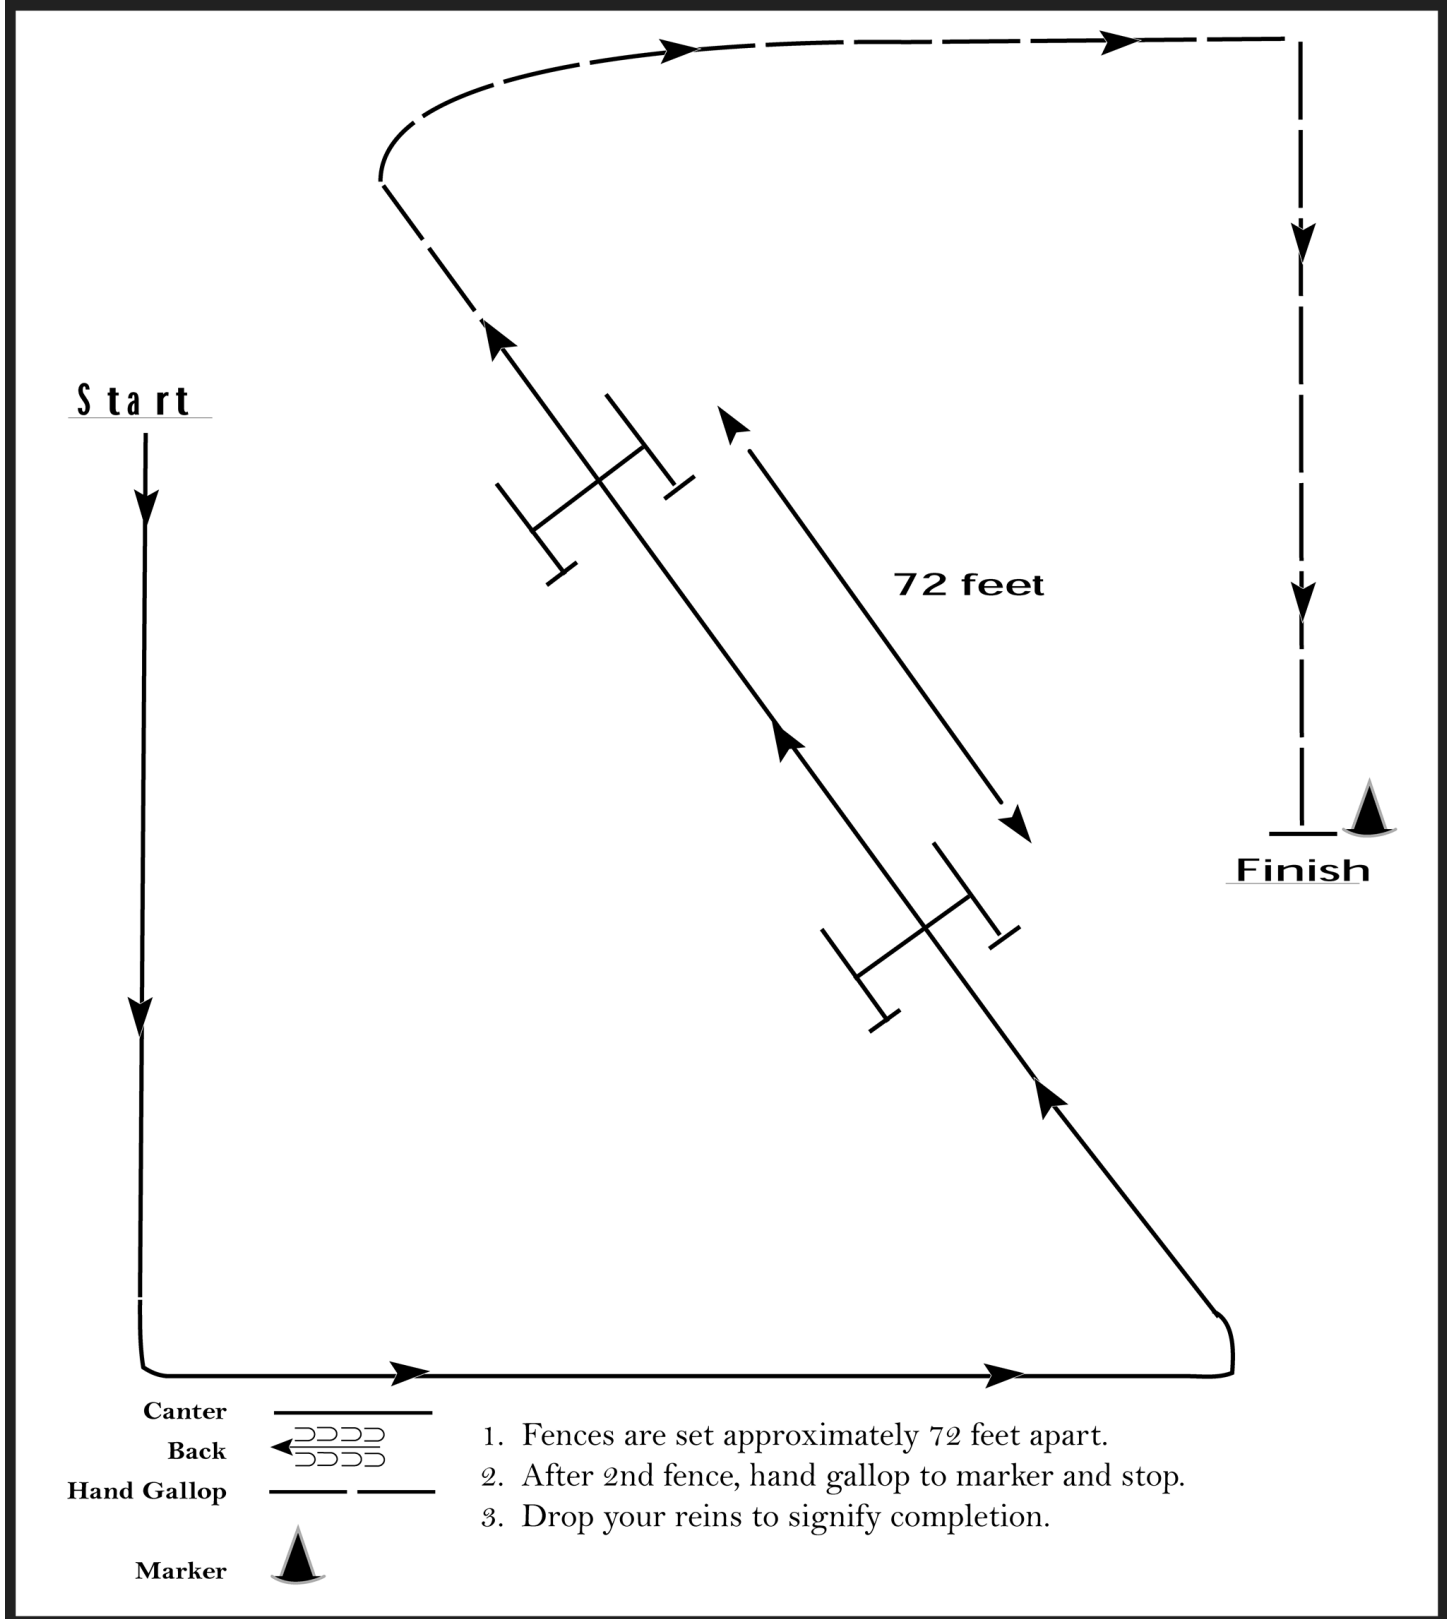 Start
72 feet
Finish
Canter
Back
Hand Gallop
Marker
1. Fences are set approximately 72 feet apart.
2. After 2nd fence, hand gallop to marker and stop.
3. Drop your reins to signify completion.